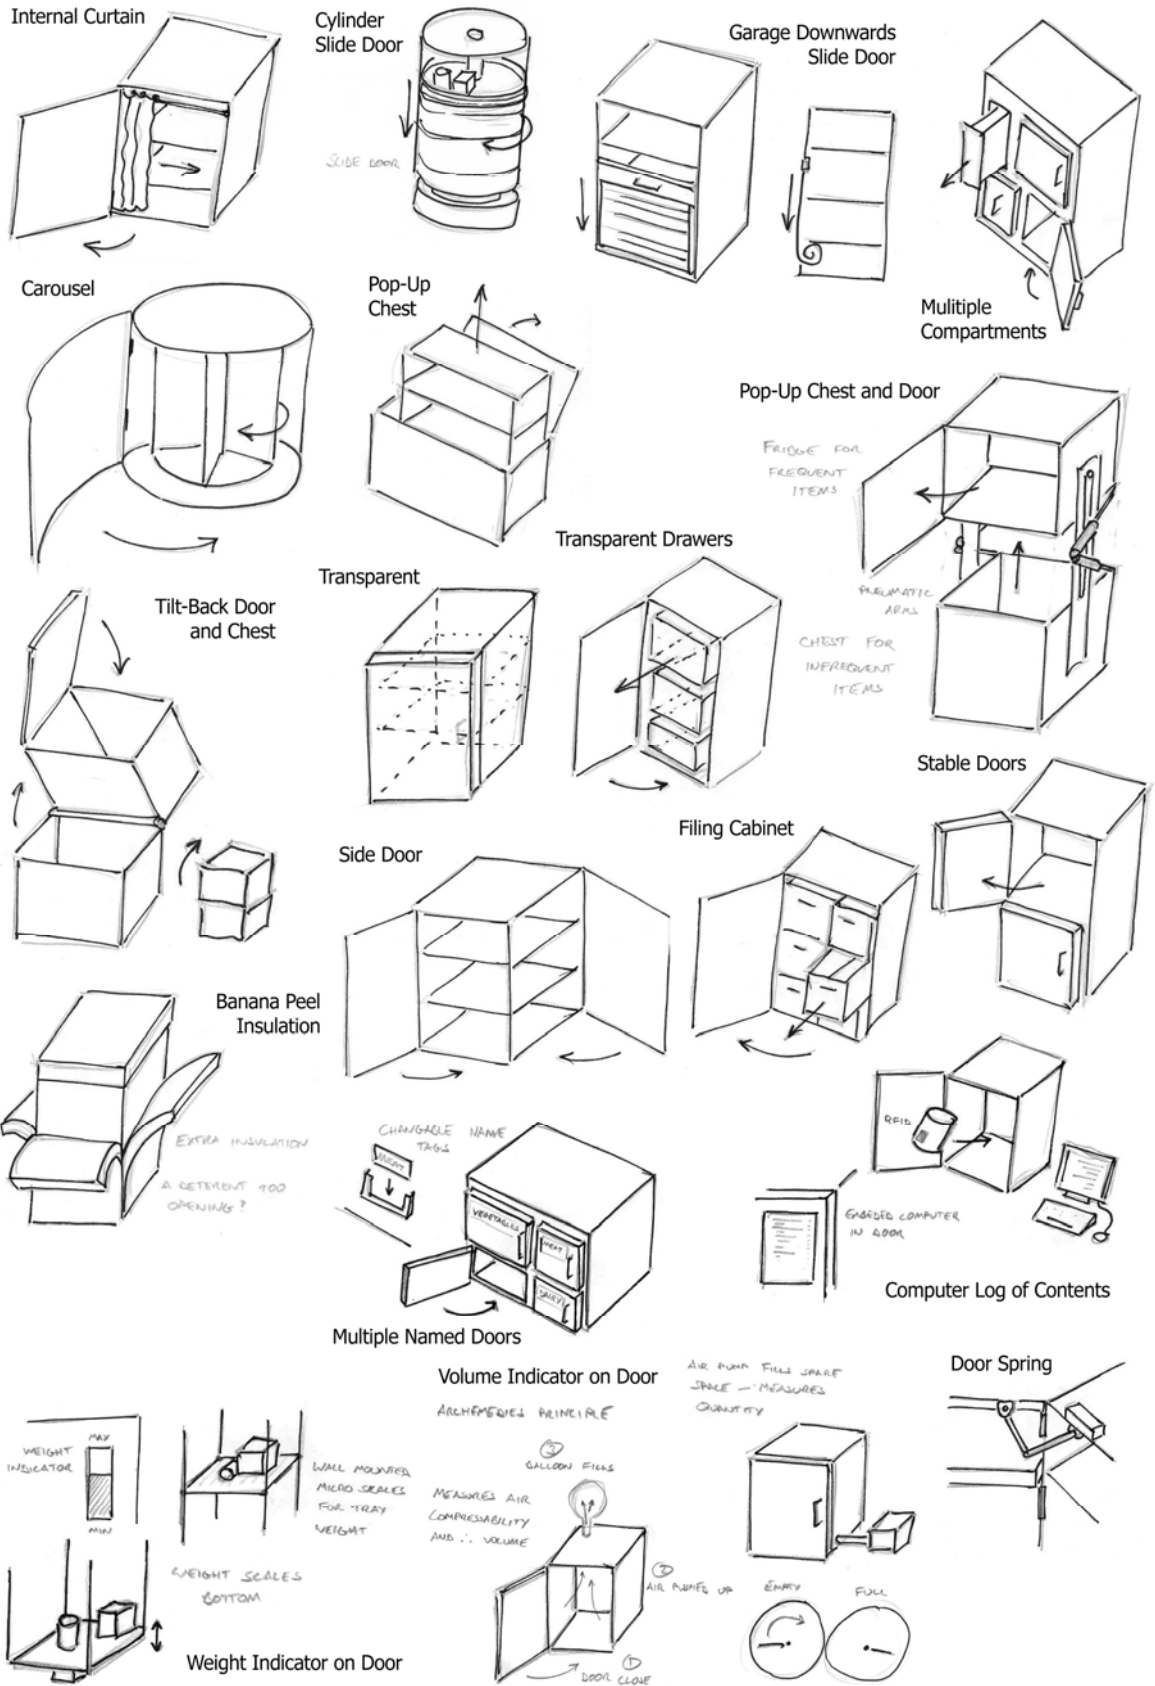 Internal Curtain
Cylinder
Slide Door
SLIDE DOOR
Garage Downwards
Slide Door
Mulitiple
Compartments
Carousel
Pop-Up
Chest
Pop-Up Chest and Door
FRIDGE FOR
FREQUENT
ITEMS
PNEUMATIC
ARMS
CHEST FOR
INFREQUENT
ITEMS
Tilt-Back Door
and Chest
Transparent
Transparent Drawers
Stable Doors
Side Door
Filing Cabinet
Banana Peel
Insulation
EXTRA INSULATION
A DETERENT TOO
OPENING?
CHANGABLE NAME
TAGS
MEAT
VEGETABLES
MEAT
DAIRY
Multiple Named Doors
RFID
EMBEDED COMPUTER
IN DOOR
Computer Log of Contents
Volume Indicator on Door
ARCHEMEDIES PRINCIPLE
AIR PUMP FILLS SPARE
SPACE – MEASURES
QUANTITY
Door Spring
WEIGHT
INDICATOR
MAX
MIN
WALL MOUNTED
MICRO SCALES
FOR TRAY
WEIGHT
WEIGHT SCALES
BOTTOM
Weight Indicator on Door
MEASURES AIR
COMPRESSABILITY
AND ∴ VOLUME
3
BALLOON FILLS
2
AIR PUSHED UP
1
DOOR CLOSE
EMPTY
FULL